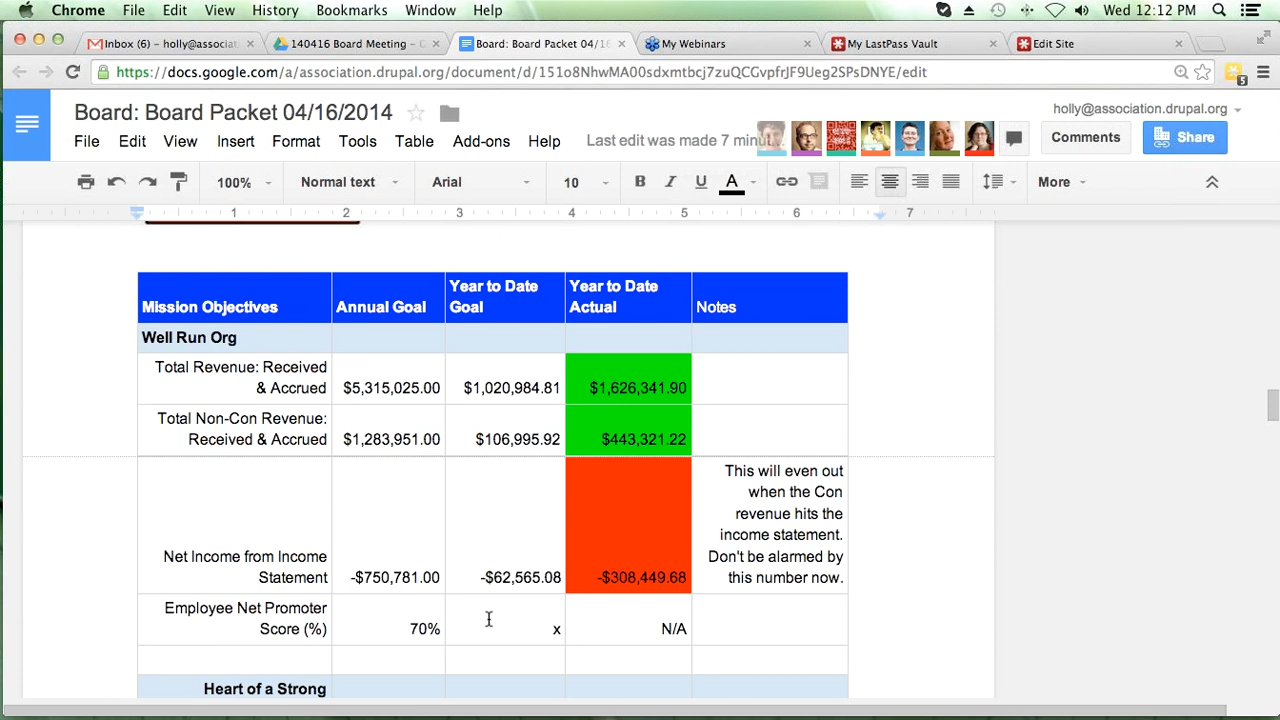 Chrome File Edit View History Bookmarks Window Help Wed 12:12 PM
Inbox (6) – holly@associat
140416 Board Meeting –
Board: Board Packet 04/16
My Webinars
My LastPass Vault
Edit Site
https://docs.google.com/a/association.drupal.org/document/d/151o8NhwMA00sdxmtbcj7zuQCGvpfrJF9Ueg2SPsDNYE/edit
5
Board: Board Packet 04/16/2014
holly@association.drupal.org
File Edit View Insert Format Tools Table Add-ons Help Last edit was made 7 minut...
Comments Share
100% Normal text Arial 10 B I U A More
1 2 3 4 5 6 7
Mission Objectives Annual Goal Year to Date Goal Year to Date Actual Notes
Well Run Org
Total Revenue: Received
& Accrued $5,315,025.00 $1,020,984.81 $1,626,341.90
Total Non-Con Revenue:
Received & Accrued $1,283,951.00 $106,995.92 $443,321.22
This will even out
when the Con
revenue hits the
income statement.
Net Income from Income Don't be alarmed by
Statement -$750,781.00 -$62,565.08 -$308,449.68 this number now.
Employee Net Promoter
Score (%) 70% x N/A
Heart of a Strong